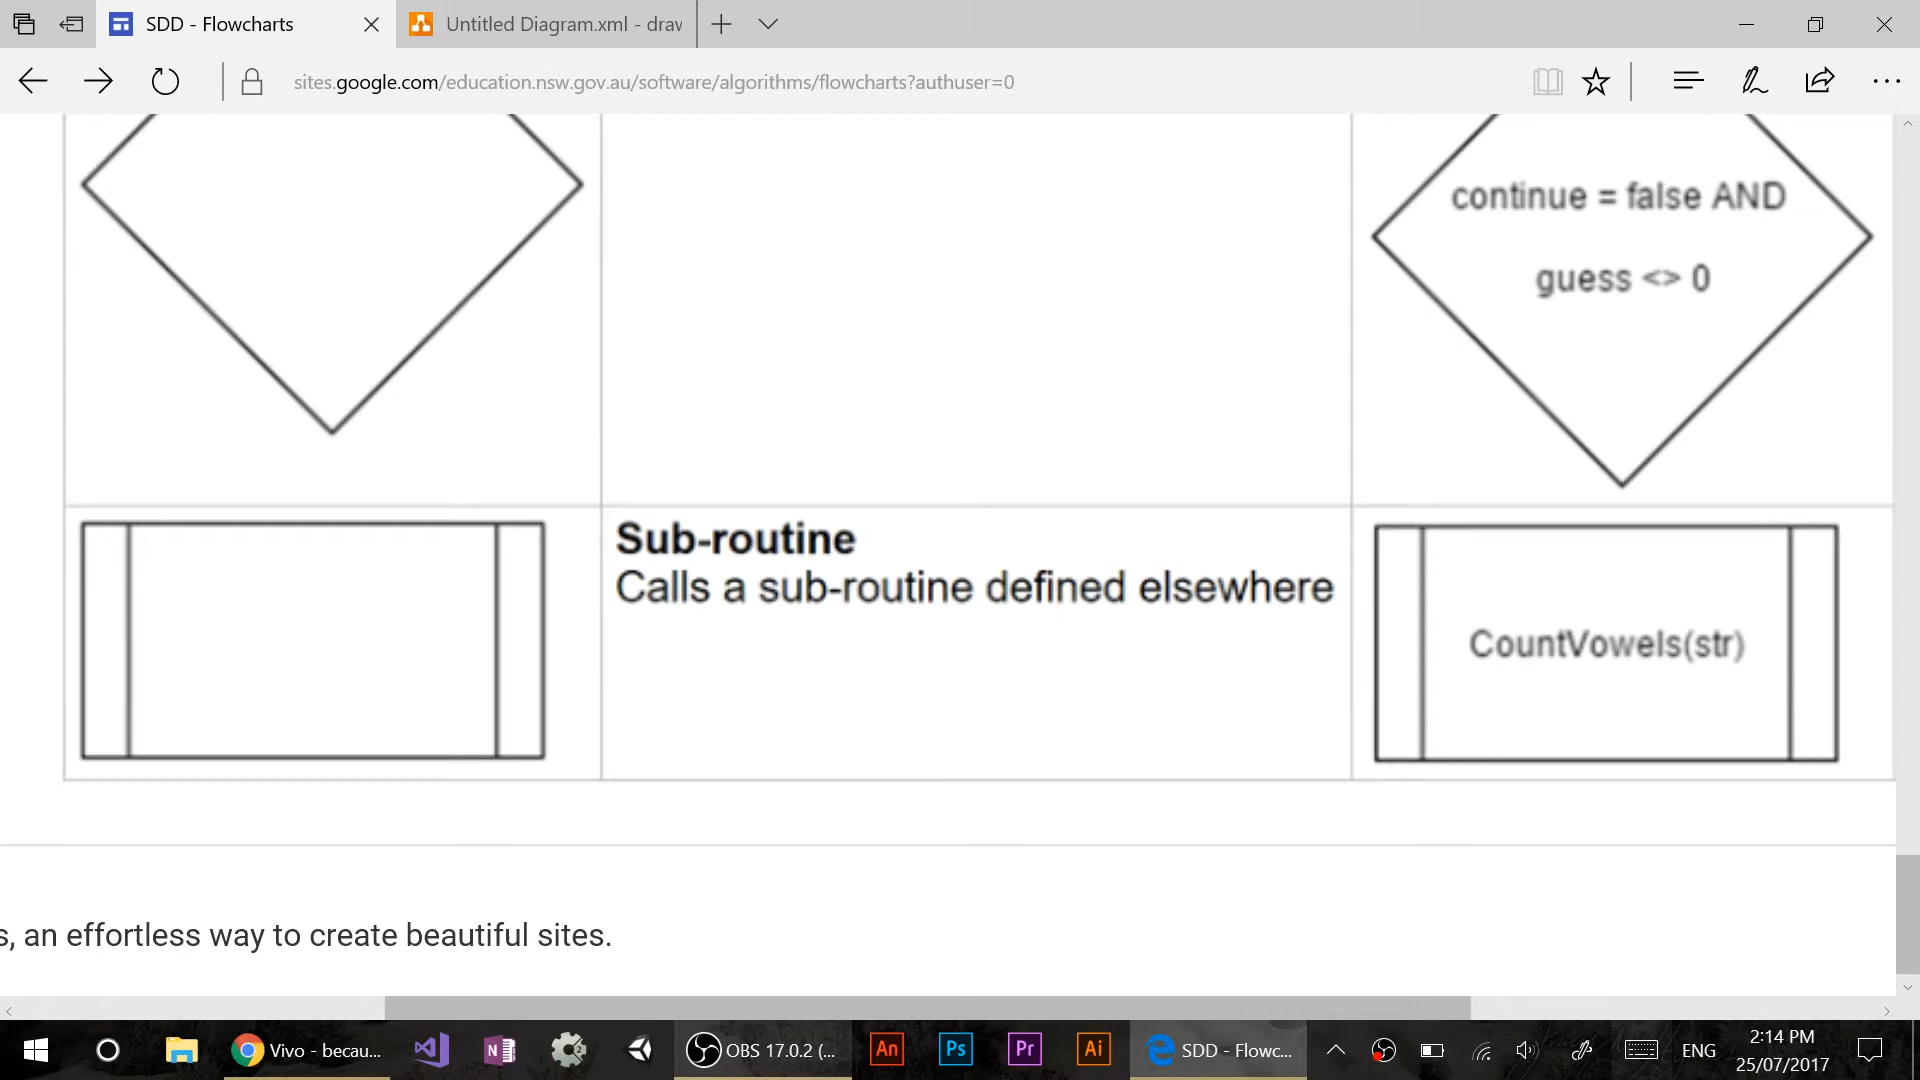 SDD - Flowcharts
Untitled Diagram.xml - drav
sites.google.com/education.nsw.gov.au/software/algorithms/flowcharts?authuser=0
continue = false AND
guess <> 0
Sub-routine
Calls a sub-routine defined elsewhere
CountVowels(str)
s, an effortless way to create beautiful sites.
Vivo - becau...
OBS 17.0.2 (...
An
Ps
Pr
Ai
SDD - Flowc...
ENG
2:14 PM
25/07/2017